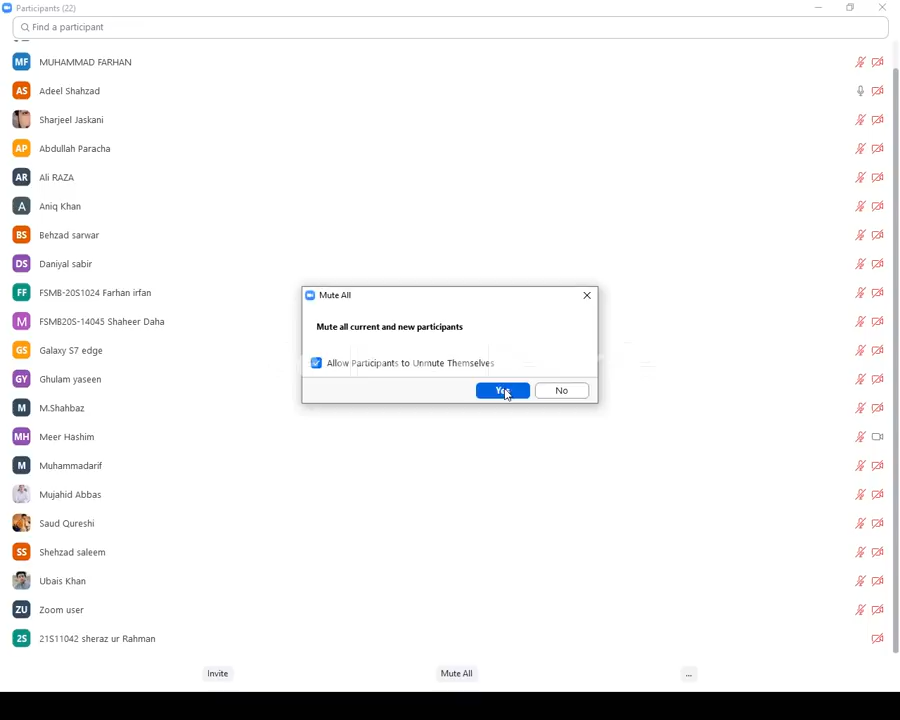 Participants (22)
Find a participant
MF MUHAMMAD FARHAN
AS Adeel Shahzad
Sharjeel Jaskani
AP Abdullah Paracha
AR Ali RAZA
A Aniq Khan
BS Behzad sarwar
DS Daniyal sabir
FF FSMB-20S1024 Farhan irfan
M FSMB20S-14045 Shaheer Daha
GS Galaxy S7 edge
GY Ghulam yaseen
M M.Shahbaz
MH Meer Hashim
M Muhammadarif
Mujahid Abbas
Saud Qureshi
SS Shehzad saleem
Ubais Khan
ZU Zoom user
2S 21S11042 sheraz ur Rahman
Mute All
Mute all current and new participants
Allow Participants to Unmute Themselves
Yes No
Invite Mute All ...